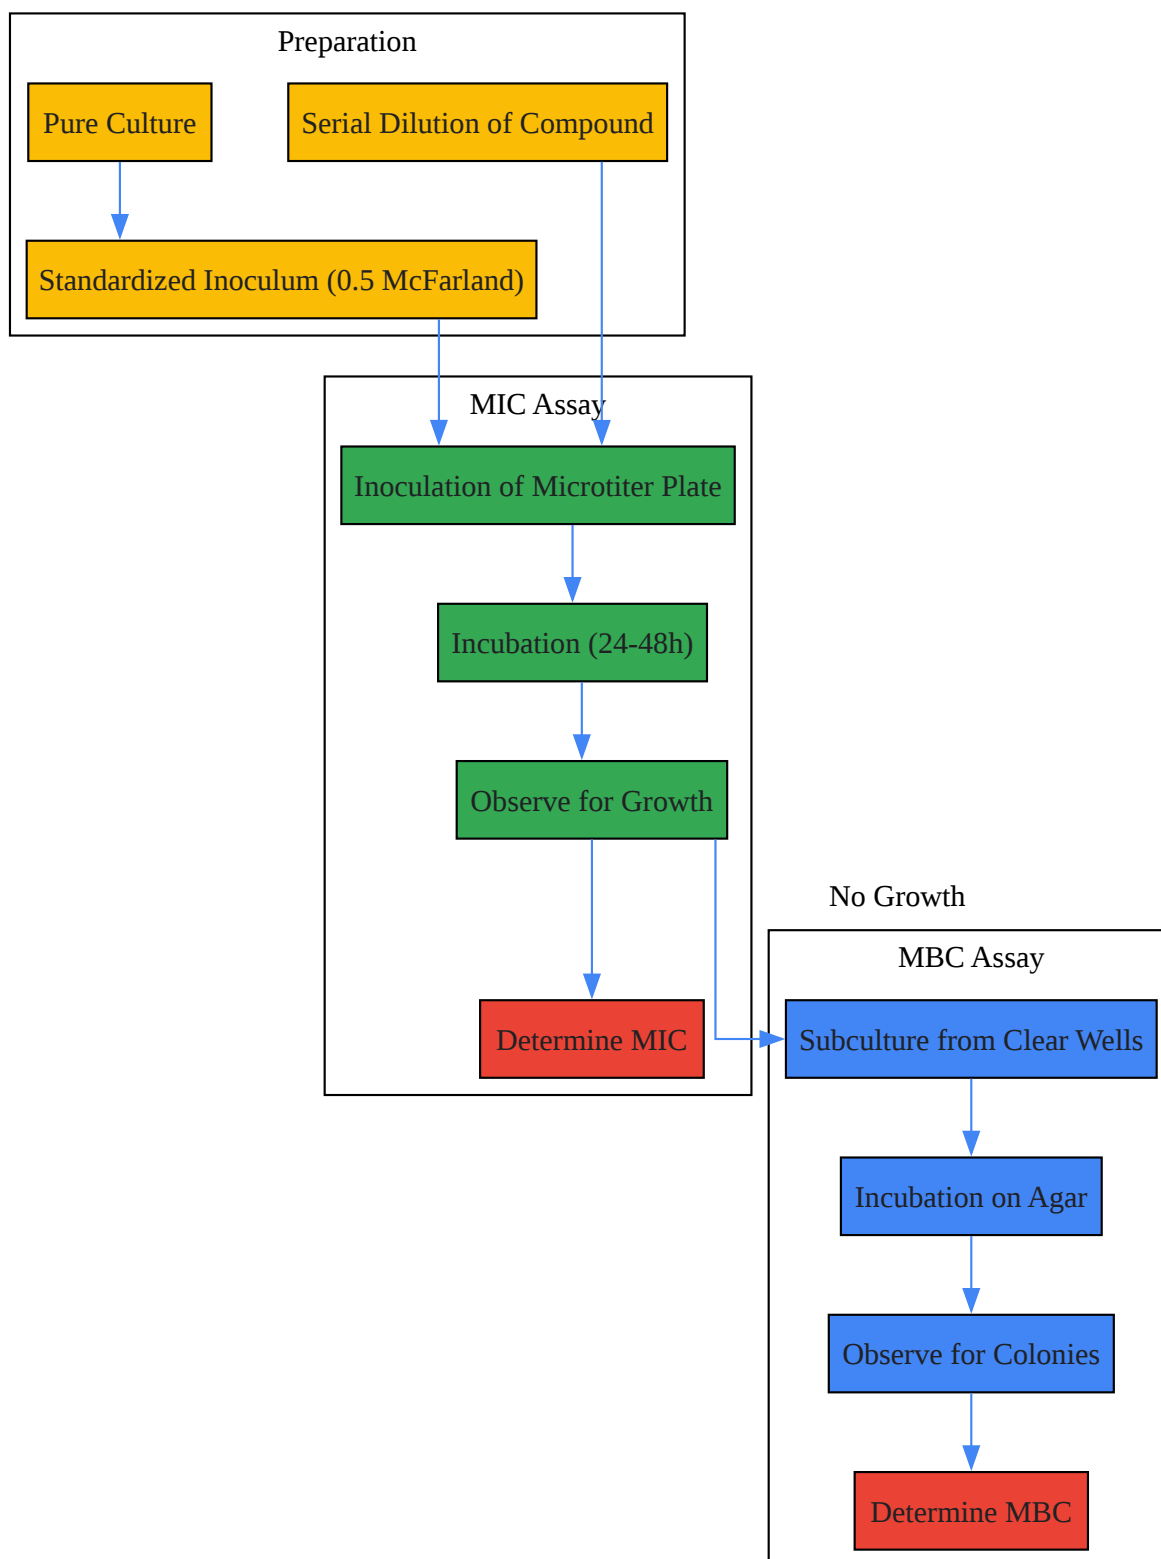 Preparation
Pure Culture
Serial Dilution of Compound
Standardized Inoculum (0.5 McFarland)
MIC Assay
Inoculation of Microtiter Plate
Incubation (24-48h)
Observe for Growth
No Growth
MBC Assay
Determine MIC
Subculture from Clear Wells
Incubation on Agar
Observe for Colonies
Determine MBC